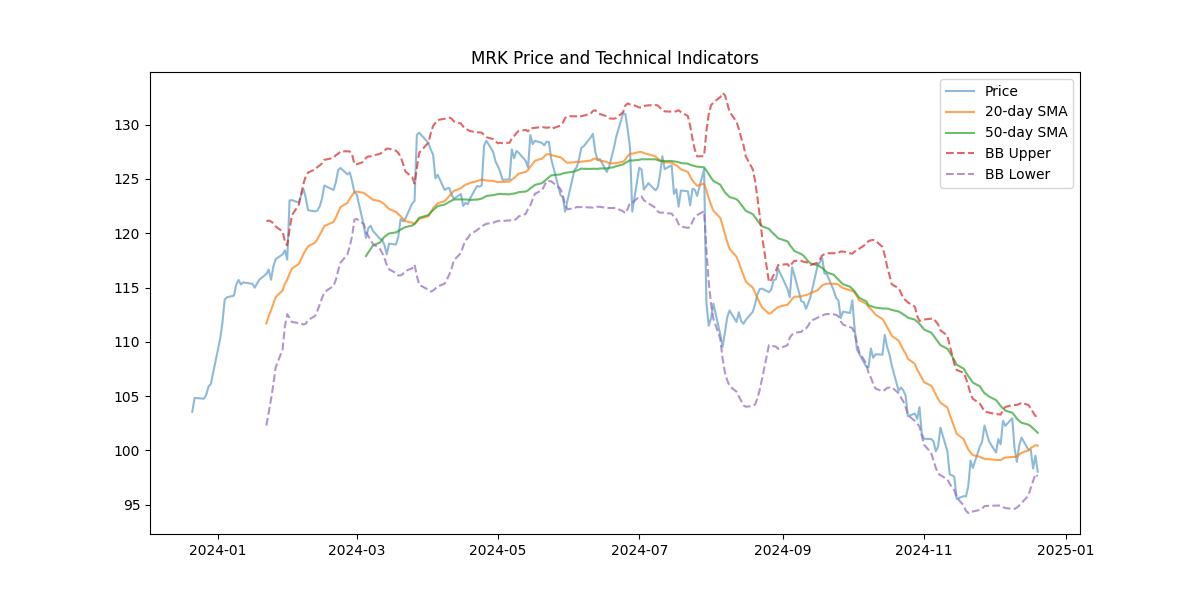 MRK Price and Technical Indicators
Price
20-day SMA
50-day SMA
BB Upper
BB Lower
130
125
120
115
110
105
100
95
2024-01 2024-03 2024-05 2024-07 2024-09 2024-11 2025-01